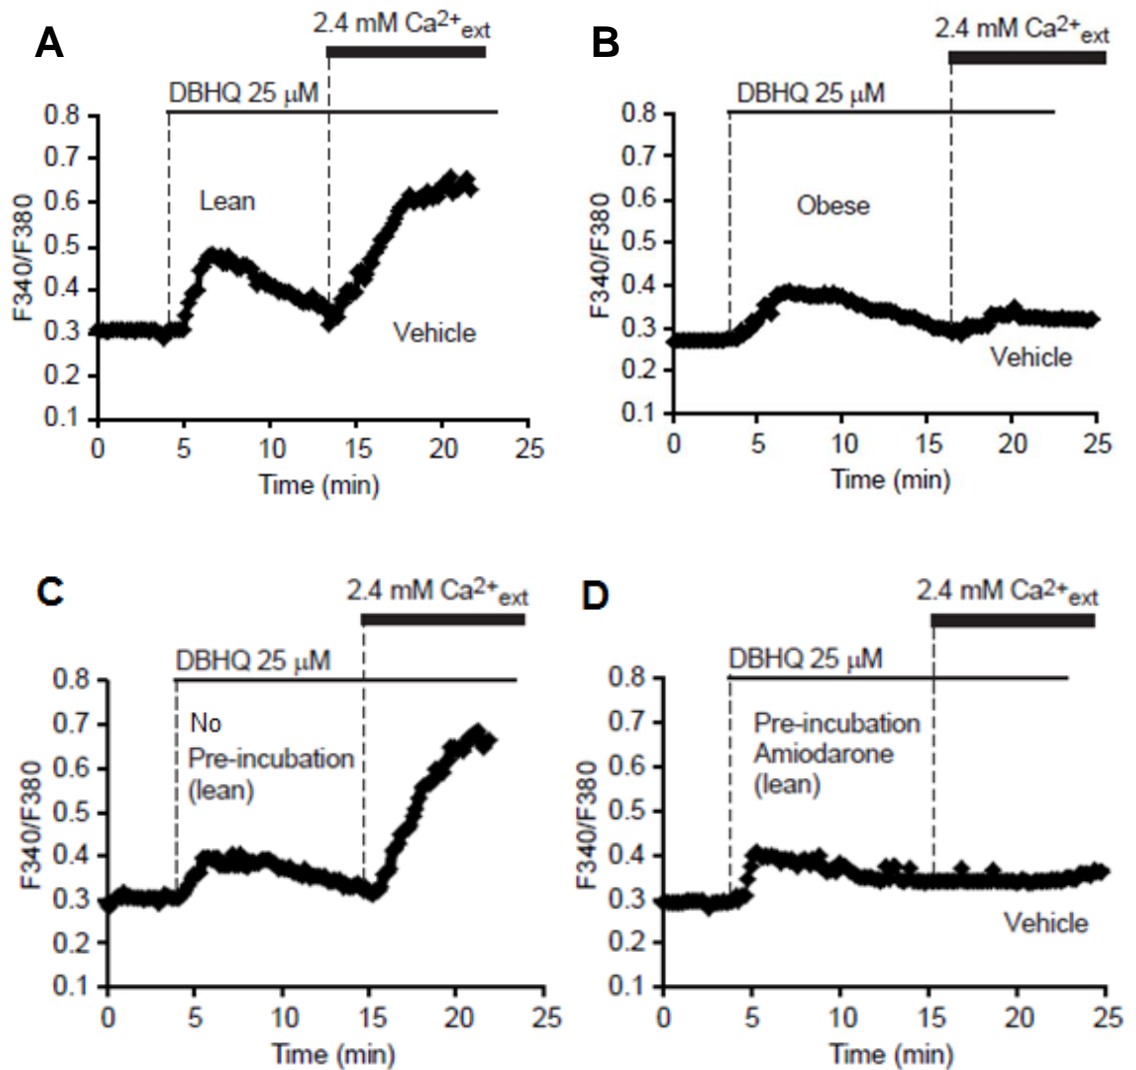 A
2.4 mM Ca2+ext
DBHQ 25 µM
0.8
0.7
0.6
0.5
0.4
0.3
0.2
0.1
F340/F380
Lean
Vehicle
0 5 10 15 20 25
Time (min)
B
2.4 mM Ca2+ext
DBHQ 25 µM
0.8
0.7
0.6
0.5
0.4
0.3
0.2
0.1
F340/F380
Obese
Vehicle
0 5 10 15 20 25
Time (min)
C
2.4 mM Ca2+ext
DBHQ 25 µM
0.8
0.7
0.6
0.5
0.4
0.3
0.2
0.1
F340/F380
No
Pre-incubation
(lean)
0 5 10 15 20 25
Time (min)
D
2.4 mM Ca2+ext
DBHQ 25 µM
0.8
0.7
0.6
0.5
0.4
0.3
0.2
0.1
F340/F380
Pre-incubation
Amiodarone
(lean)
Vehicle
0 5 10 15 20 25
Time (min)